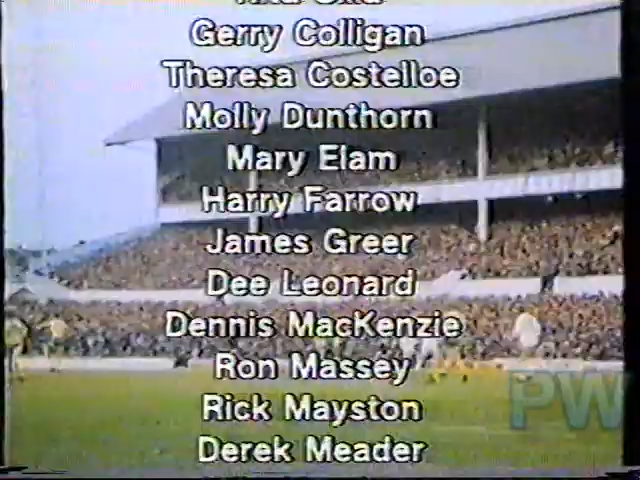 Gerry Colligan
Theresa Costelloe
Molly Dunthorn
Mary Elam
Harry Farrow
James Greer
Dee Leonard
Dennis MacKenzie
Ron Massey
Rick Mayston
Derek Meader
PW